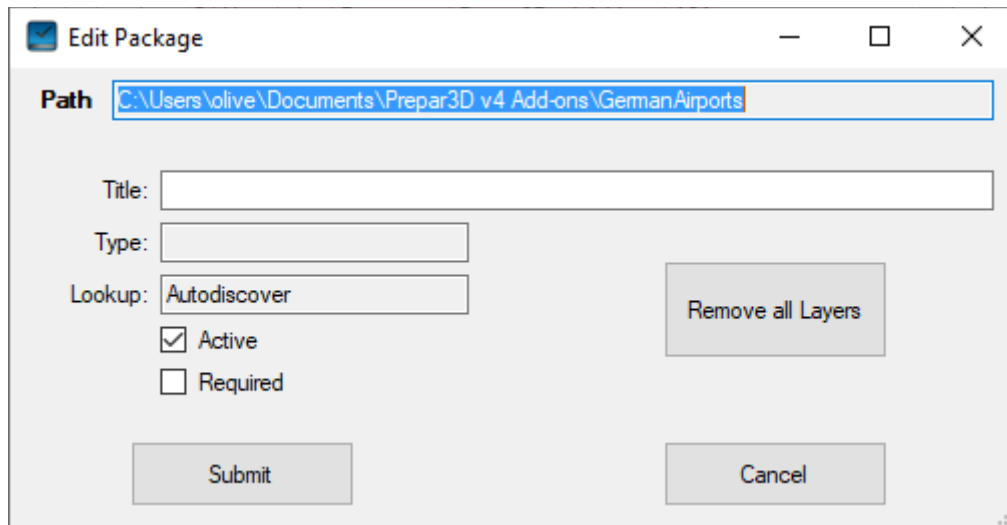 Edit Package
Path C:\Users\olive\Documents\Prepar3D v4 Add-ons\GermanAirports
Title:
Type:
Lookup: Autodiscover
Remove all Layers
Active
Required
Submit Cancel